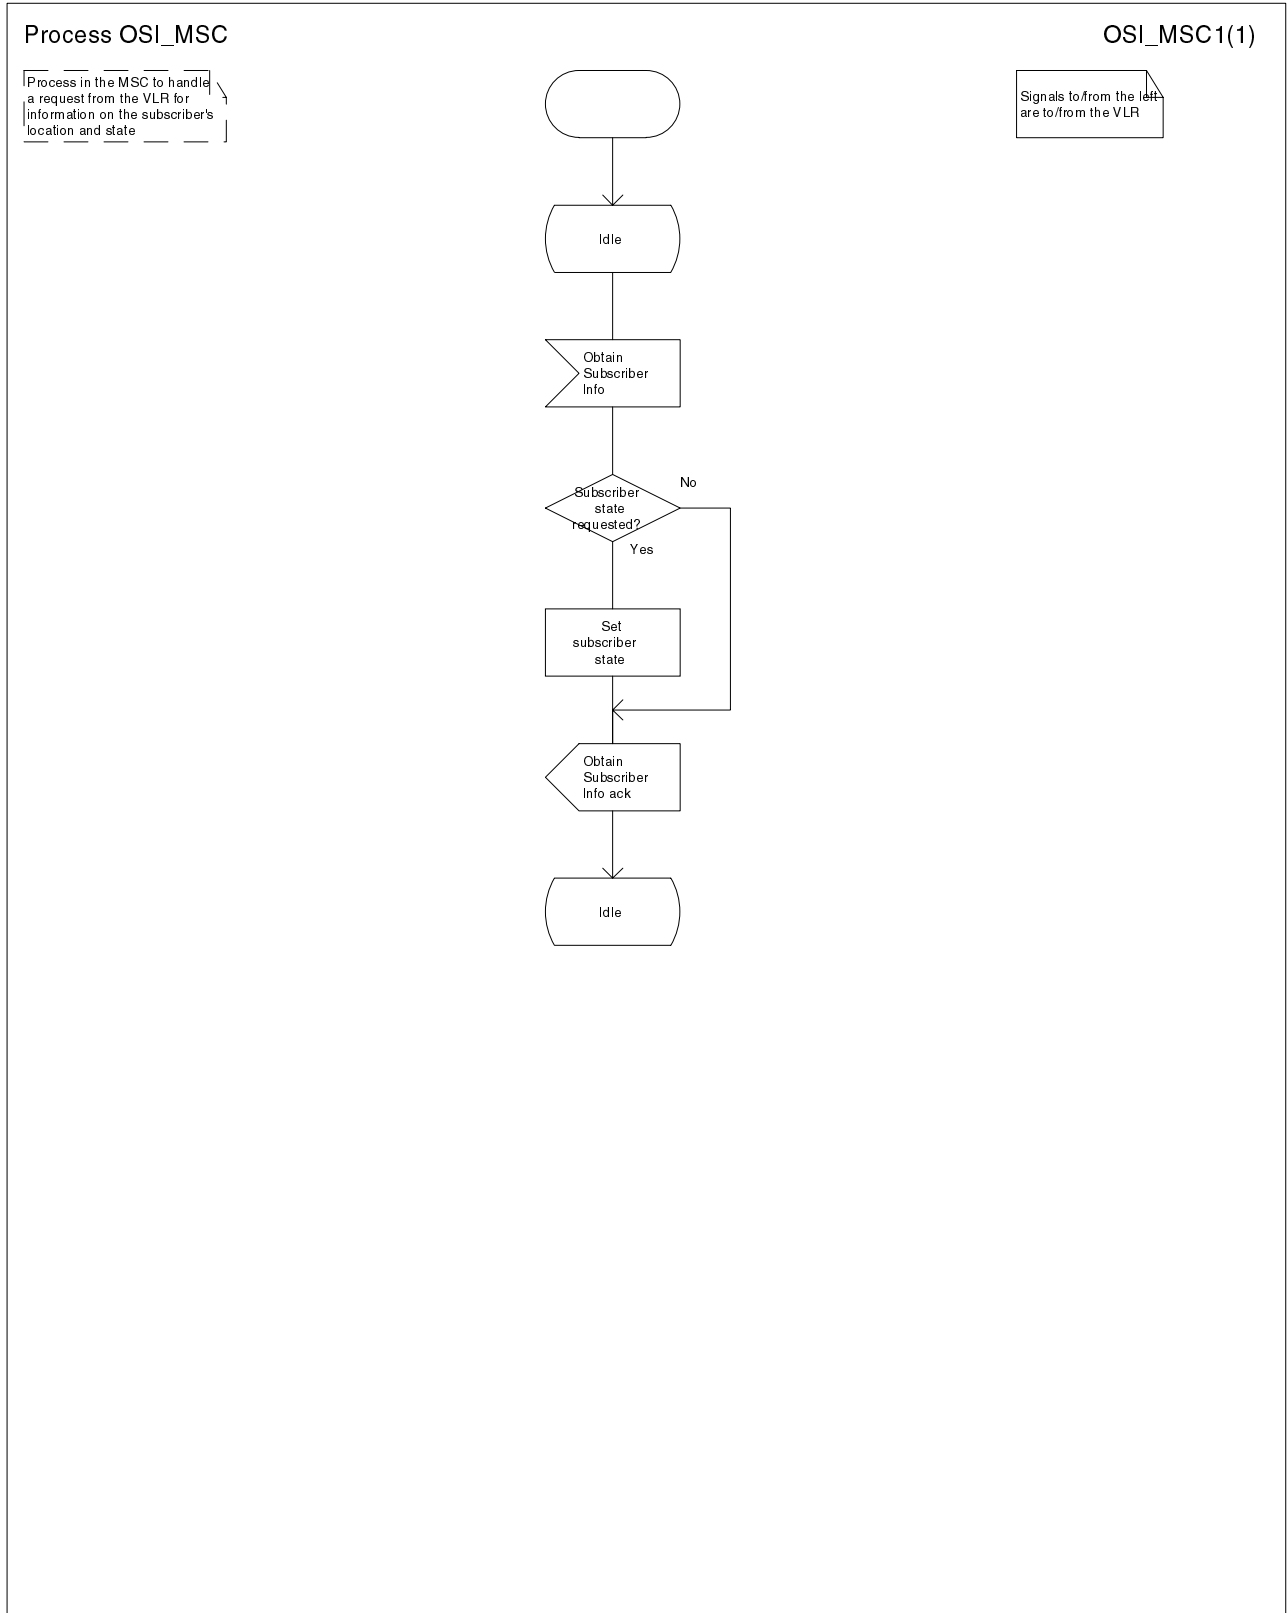 Process OSI_MSC
OSI_MSC1(1)
Process in the MSC to handle
a request from the VLR for
information on the subscriber's
location and state
Signals to/from the left
are to/from the VLR
Idle
Obtain
Subscriber
Info
Subscriber
state
requested?
No
Yes
Set
subscriber
state
Obtain
Subscriber
Info ack
Idle